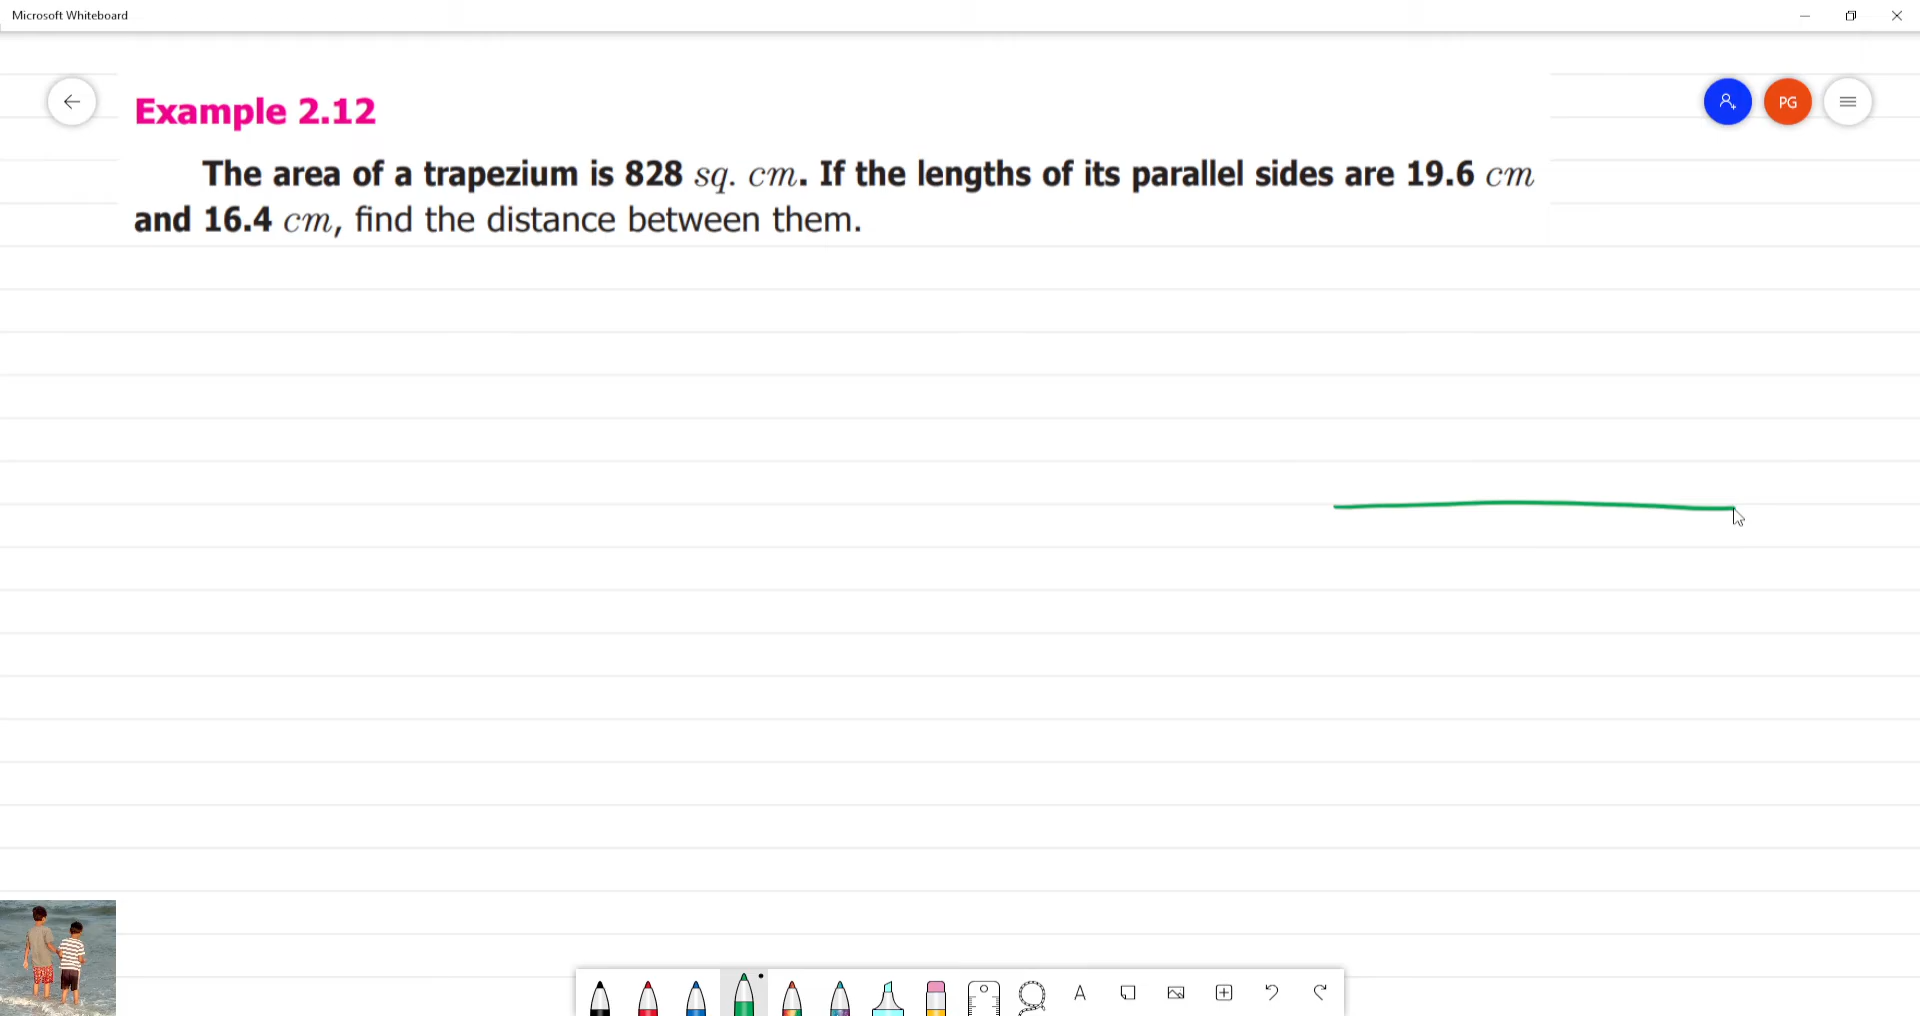 Microsoft Whiteboard
PG
Example 2.12
The area of a trapezium is 828 sq. cm. If the lengths of its parallel sides are 19.6 cm
and 16.4 cm, find the distance between them.
A